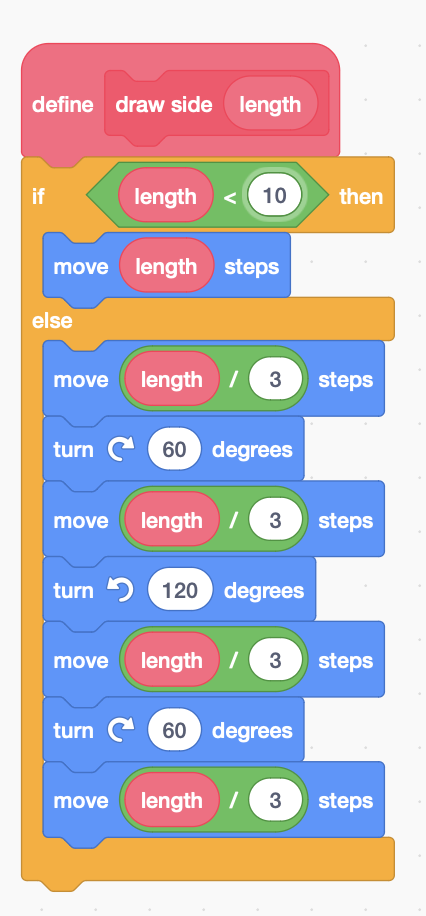 define draw side length
if length < 10 then
move length steps
else
move length / 3 steps
turn 60 degrees
move length / 3 steps
turn 120 degrees
move length / 3 steps
turn 60 degrees
move length / 3 steps